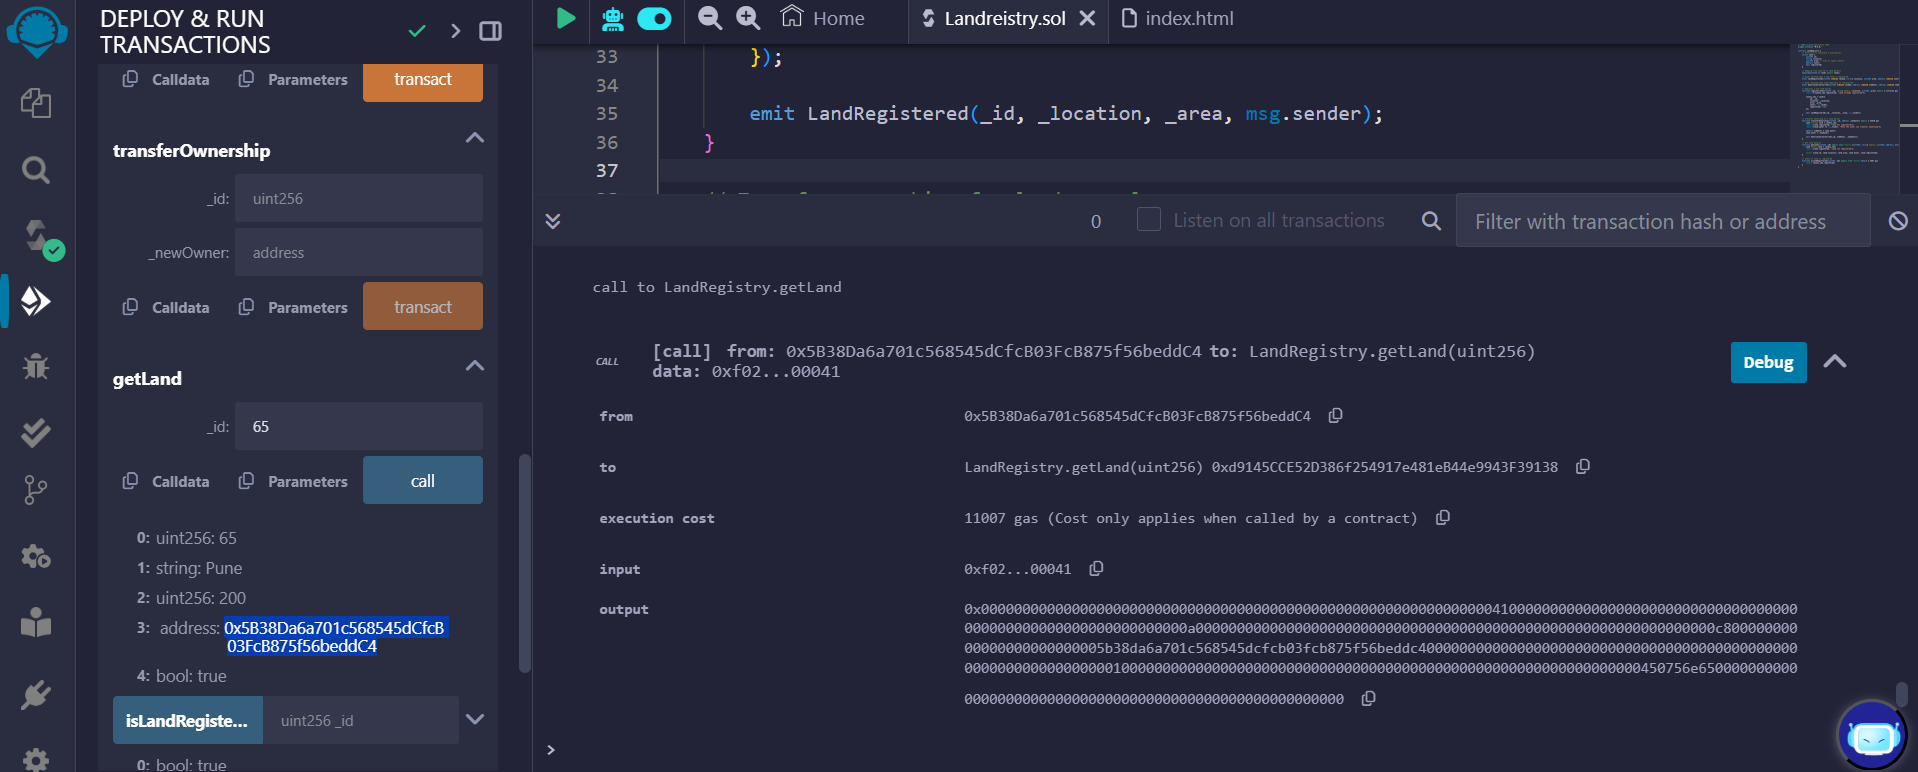 DEPLOY & RUN
TRANSACTIONS
Calldata Parameters transact
transferOwnership
_id: uint256
_newOwner: address
Calldata Parameters transact
getLand
_id: 65
Calldata Parameters call
0: uint256: 65
1: string: Pune
2: uint256: 200
3: address: 0x5B38Da6a701c568545dCfcB
03FcB875f56beddC4
4: bool: true
isLandRegiste... uint256 _id
0: bool: true
Home Landreistry.sol index.html
33 });
34
35 emit LandRegistered(_id, _location, _area, msg.sender);
36 }
37
0 Listen on all transactions Filter with transaction hash or address
call to LandRegistry.getLand
CALL [call] from: 0x5B38Da6a701c568545dCfcB03FcB875f56beddC4 to: LandRegistry.getLand(uint256)
data: 0xf02...00041
Debug
from 0x5B38Da6a701c568545dCfcB03FcB875f56beddC4
to LandRegistry.getLand(uint256) 0xd9145CCE52D386f254917e481eB44e9943F39138
execution cost 11007 gas (Cost only applies when called by a contract)
input 0xf02...00041
output
>